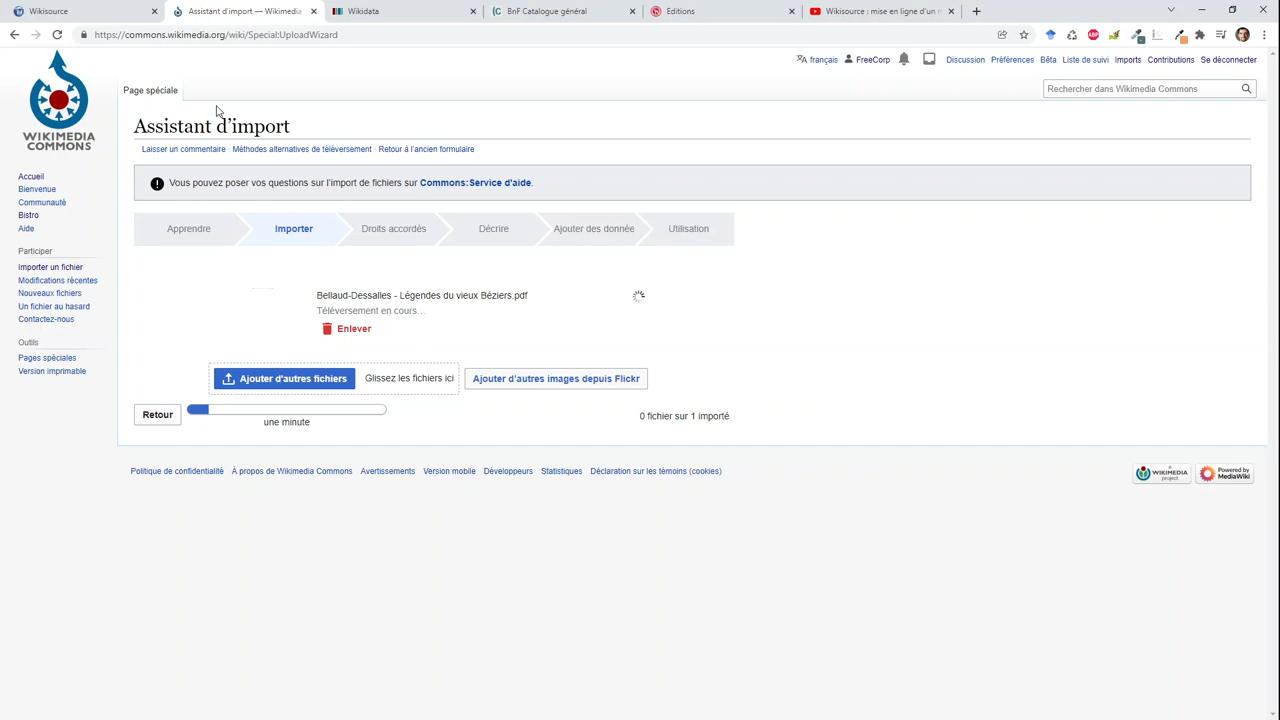 Wikisource
Assistant d'import — Wikimedia
Wikidata
BnF Catalogue général
Editions
Wikisource : mise en ligne d'un
https://commons.wikimedia.org/wiki/Special:UploadWizard
français FreeCorp Discussion Préférences Bêta Liste de suivi Imports Contributions Se déconnecter
Page spéciale
Rechercher dans Wikimedia Commons
WIKIMEDIA
COMMONS
Assistant d'import
Laisser un commentaire · Méthodes alternatives de téléversement · Retour à l'ancien formulaire
Vous pouvez poser vos questions sur l'import de fichiers sur Commons:Service d'aide.
Accueil
Bienvenue
Communauté
Bistro
Aide
Participer
Importer un fichier
Modifications récentes
Nouveaux fichiers
Un fichier au hasard
Contactez-nous
Outils
Pages spéciales
Version imprimable
Apprendre Importer Droits accordés Décrire Ajouter des donnée Utilisation
Bellaud-Dessalles - Légendes du vieux Béziers.pdf
Téléversement en cours…
Enlever
Ajouter d'autres fichiers Glissez les fichiers ici Ajouter d'autres images depuis Flickr
Retour
une minute
0 fichier sur 1 importé
Politique de confidentialité À propos de Wikimedia Commons Avertissements Version mobile Développeurs Statistiques Déclaration sur les témoins (cookies)
A WIKIMEDIA project
Powered by MediaWiki